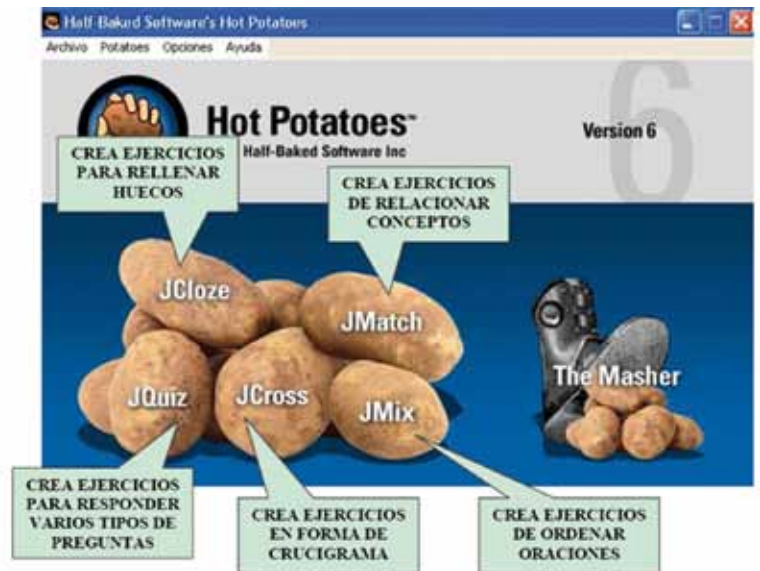 Half-Baked Software's Hot Potatoes
Archivo Potatoes Opciones Ayuda
6
Hot Potatoes™
Half-Baked Software Inc
Version 6
CREA EJERCICIOS
PARA RELLENAR
HUECOS
CREA EJERCICIOS
DE RELACIONAR
CONCEPTOS
JCloze
JMatch
The Masher
JQuiz
JCross
JMix
CREA EJERCICIOS
PARA RESPONDER
VARIOS TIPOS DE
PREGUNTAS
CREA EJERCICIOS
EN FORMA DE
CRUCIGRAMA
CREA EJERCICIOS
DE ORDENAR
ORACIONES